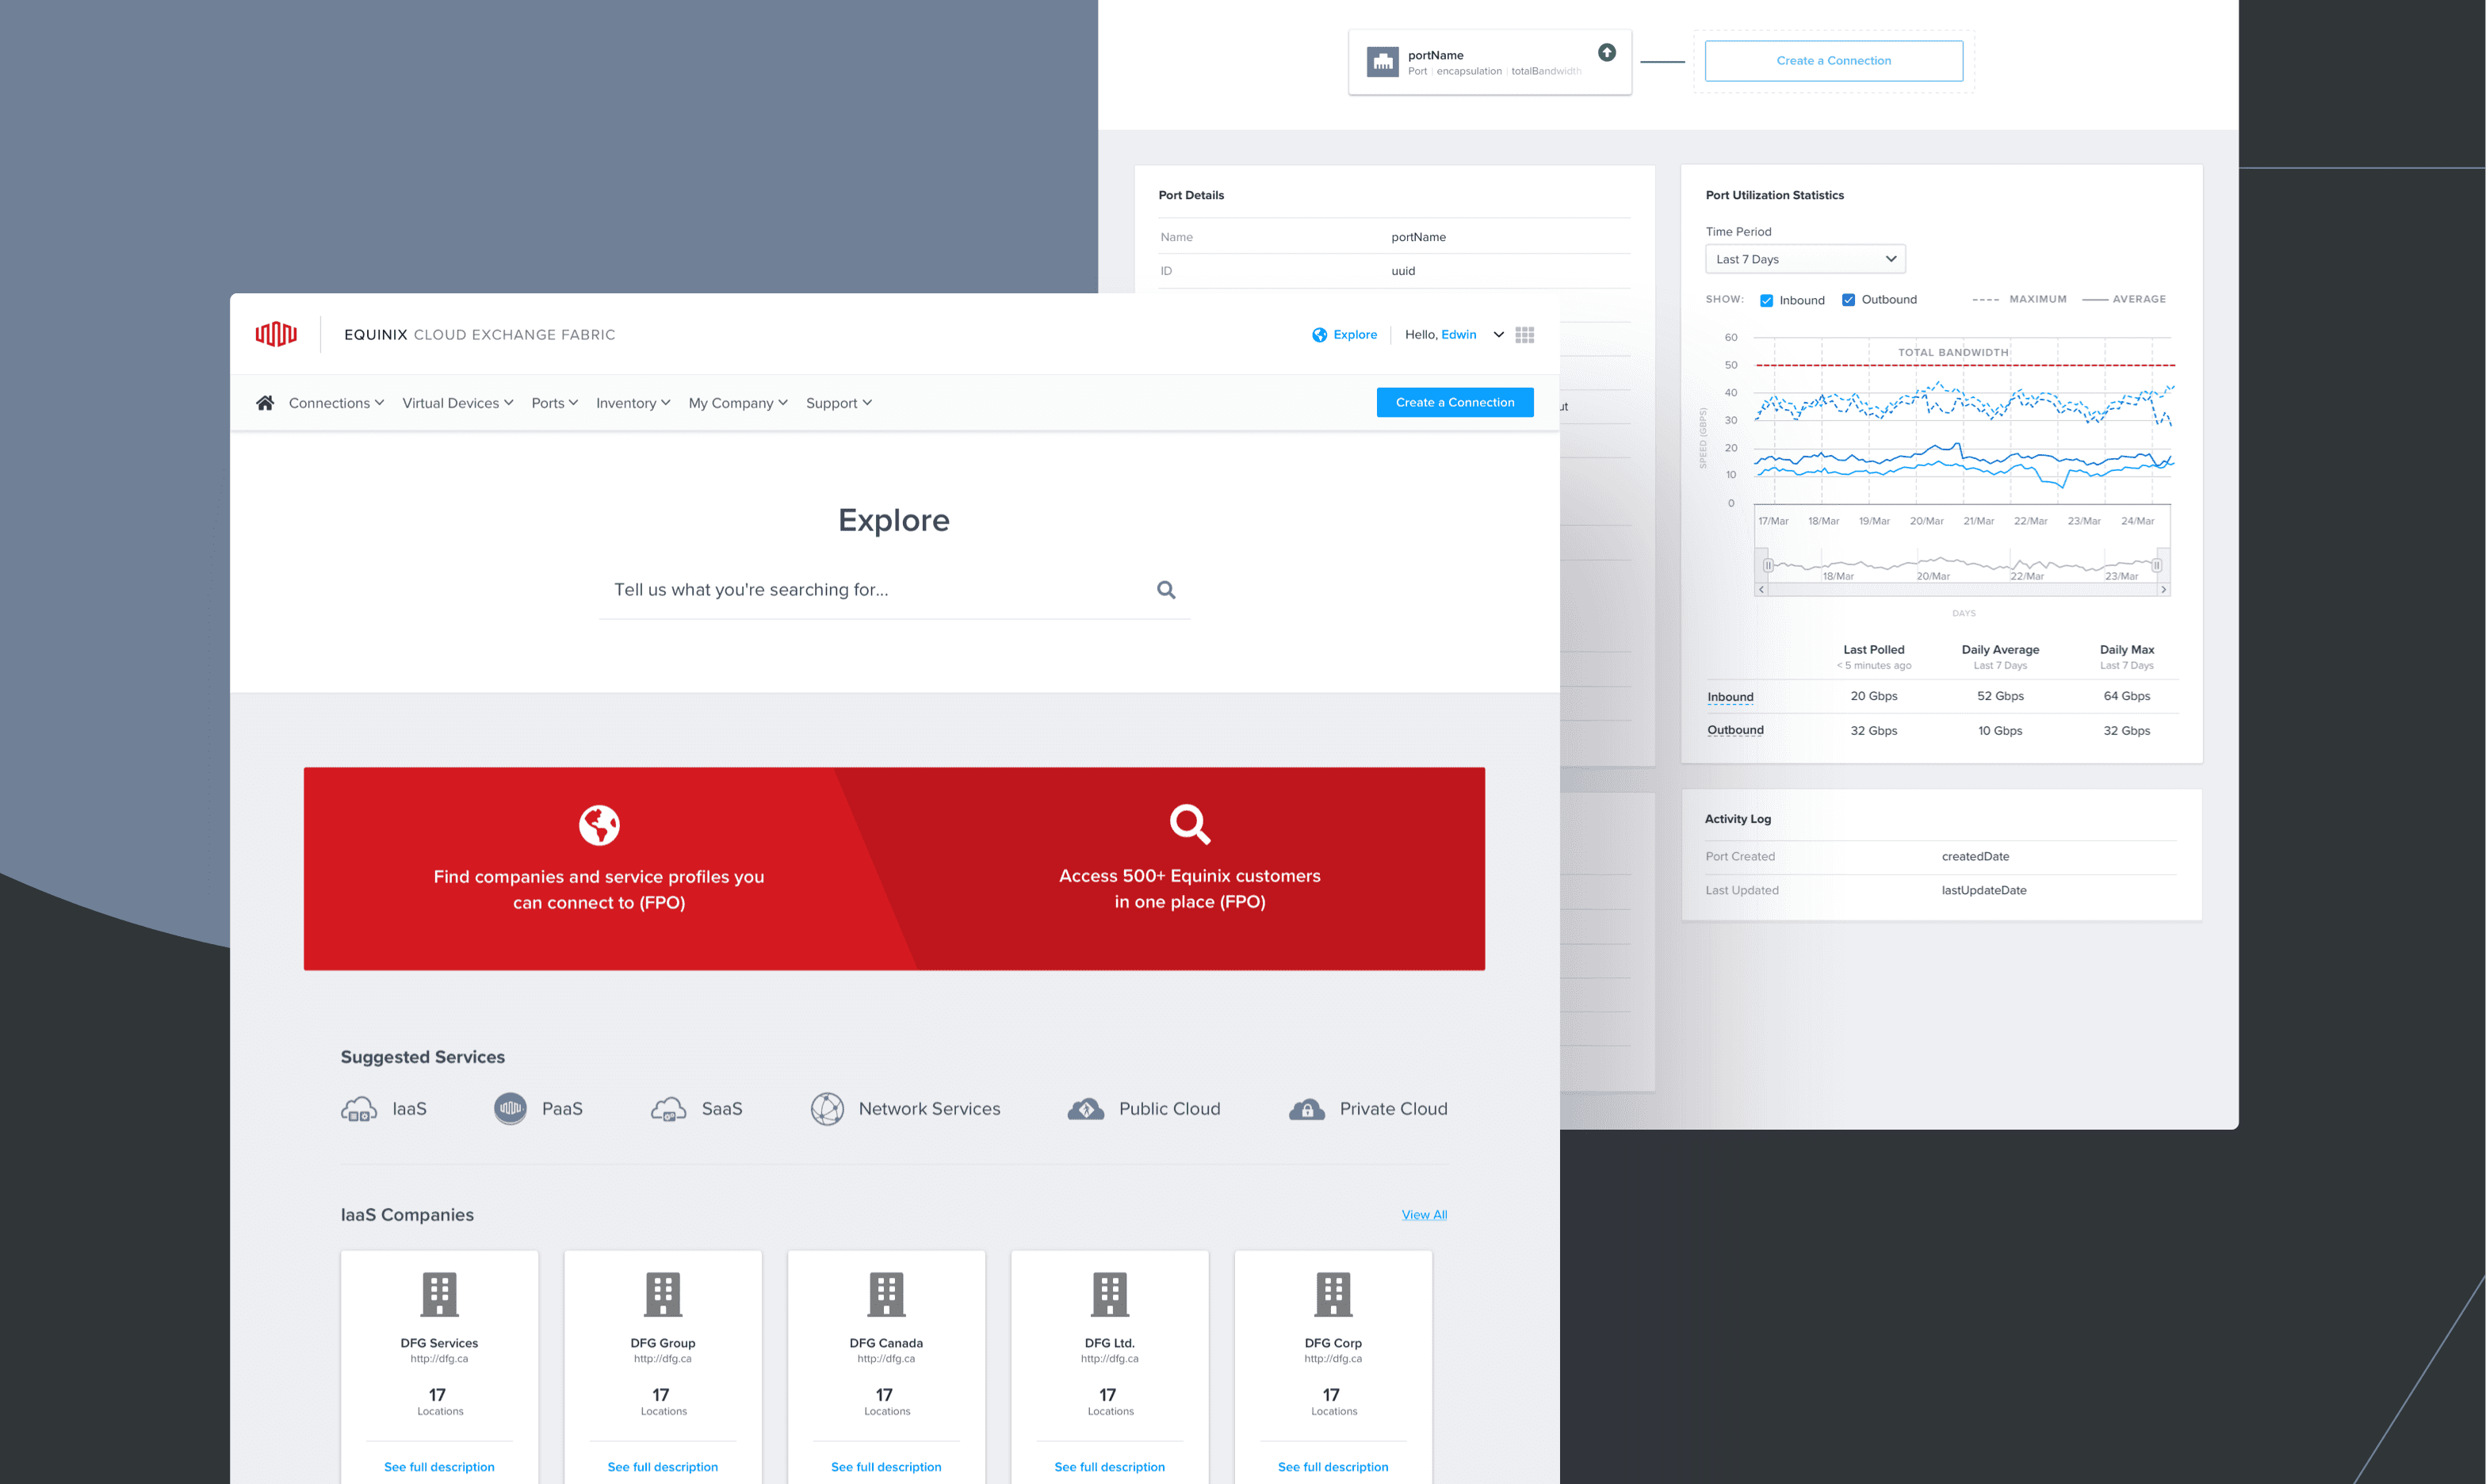 portName
Port | encapsulation | totalBandwidth
Create a Connection
Port Details
Name portName
ID uuid
Port Utilization Statistics
Time Period
Last 7 Days
SHOW: Inbound Outbound MAXIMUM AVERAGE
TOTAL BANDWIDTH
60
50
40
30
20
10
0
SPEED (GBPS)
17/Mar 18/Mar 19/Mar 20/Mar 21/Mar 22/Mar 23/Mar 24/Mar
18/Mar 20/Mar 22/Mar 23/Mar
DAYS
Last Polled Daily Average Daily Max
< 5 minutes ago Last 7 Days Last 7 Days
Inbound 20 Gbps 52 Gbps 64 Gbps
Outbound 32 Gbps 10 Gbps 32 Gbps
Activity Log
Port Created createdDate
Last Updated lastUpdateDate
EQUINIX CLOUD EXCHANGE FABRIC
Explore Hello, Edwin
Connections Virtual Devices Ports Inventory My Company Support
Create a Connection
Explore
Tell us what you're searching for...
Find companies and service profiles you
can connect to (FPO)
Access 500+ Equinix customers
in one place (FPO)
Suggested Services
IaaS PaaS SaaS Network Services Public Cloud Private Cloud
IaaS Companies View All
DFG Services DFG Group DFG Canada DFG Ltd. DFG Corp
http://dfg.ca http://dfg.ca http://dfg.ca http://dfg.ca http://dfg.ca
17 17 17 17 17
Locations Locations Locations Locations Locations
See full description See full description See full description See full description See full description